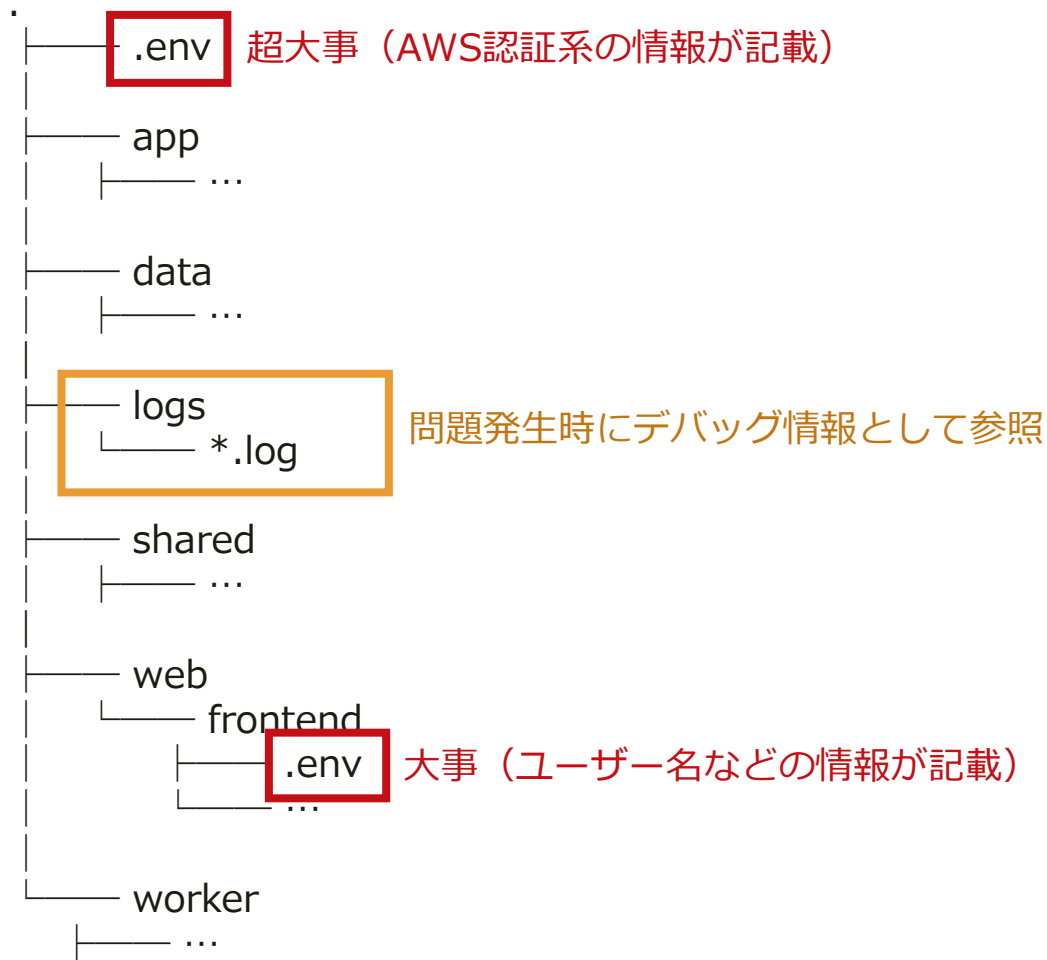 .
├── .env 超大事（AWS認証系の情報が記載）
│
├── app
│ ├── …
│
├── data
│ ├── …
│
├── logs
│ └── *.log
問題発生時にデバッグ情報として参照
├── shared
│ ├── …
│
├── web
│ └── frontend
│ ├── .env 大事（ユーザー名などの情報が記載）
│ └── …
│
└── worker
├── …